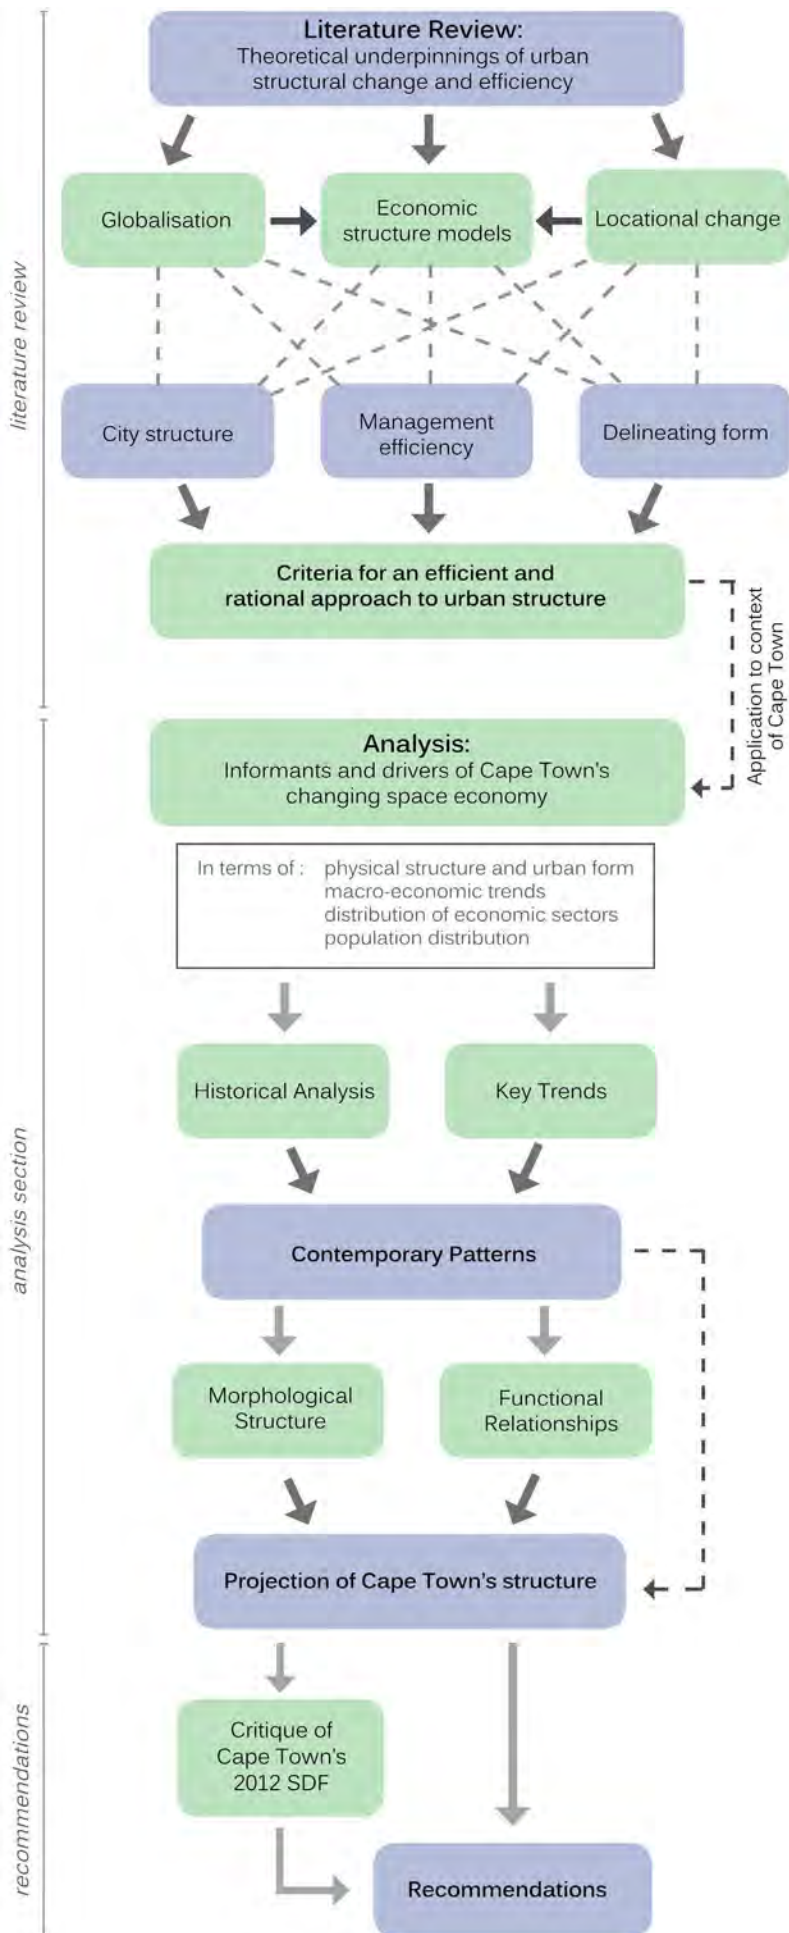 Literature Review:
Theoretical underpinnings of urban
structural change and efficiency
Globalisation
Economic
structure models
Locational change
literature review
City structure
Management
efficiency
Delineating form
Criteria for an efficient and
rational approach to urban structure
Application to context
of Cape Town
Analysis:
Informants and drivers of Cape Town's
changing space economy
In terms of : physical structure and urban form
macro-economic trends
distribution of economic sectors
population distribution
Historical Analysis
Key Trends
analysis section
Contemporary Patterns
Morphological
Structure
Functional
Relationships
Projection of Cape Town's structure
recommendations
Critique of
Cape Town's
2012 SDF
Recommendations